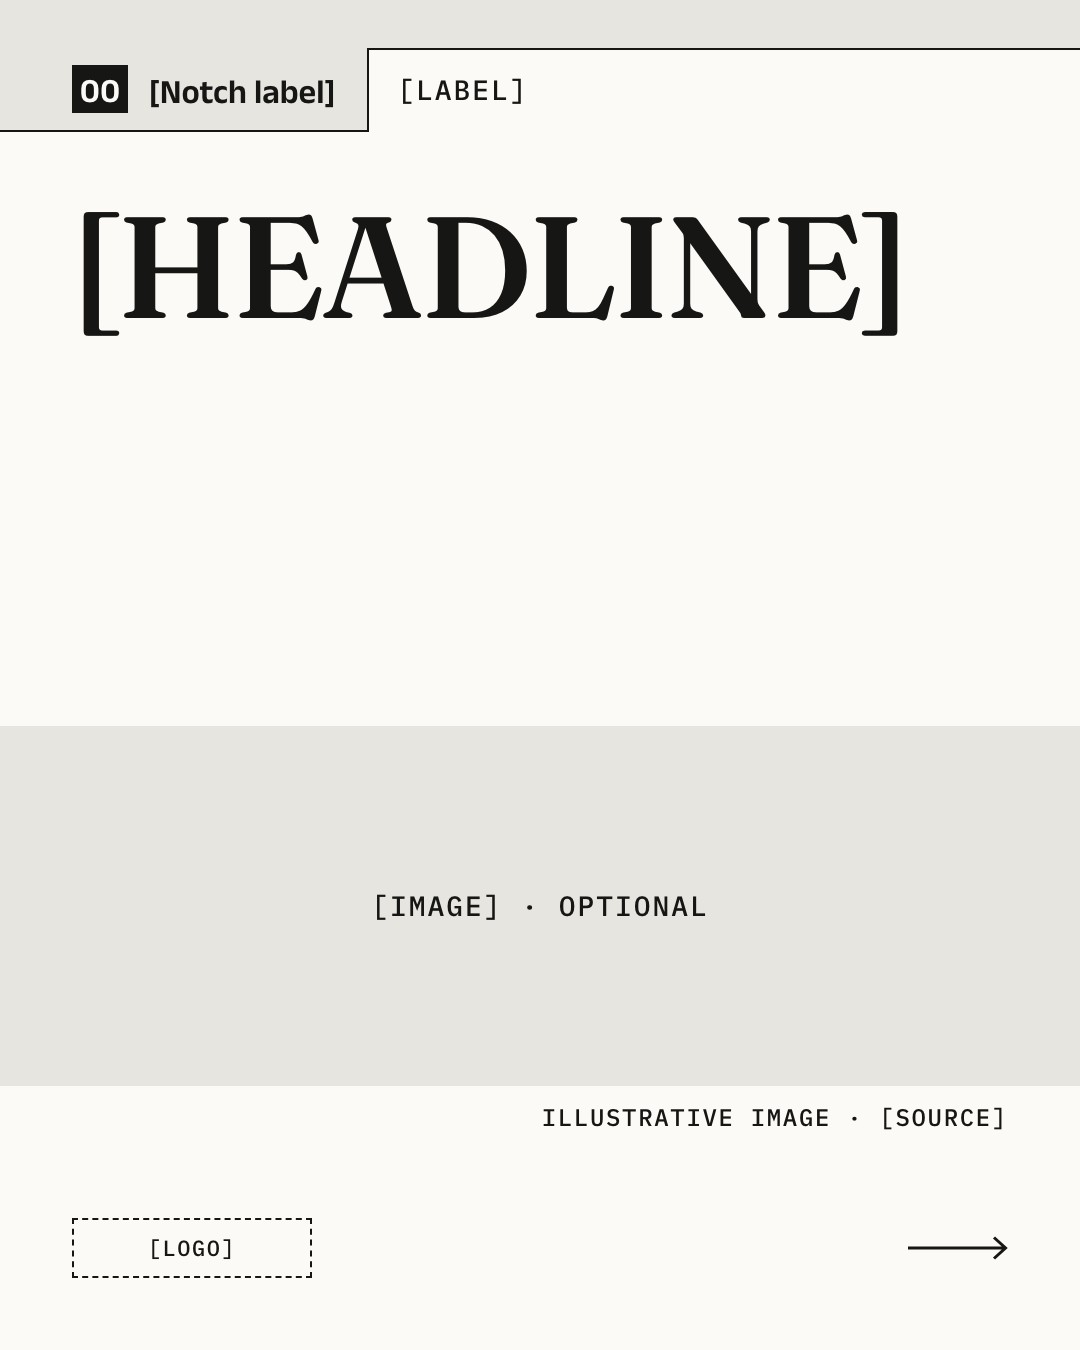 00 [Notch label]
[LABEL]
[HEADLINE]
[IMAGE] · OPTIONAL
ILLUSTRATIVE IMAGE · [SOURCE]
[LOGO]